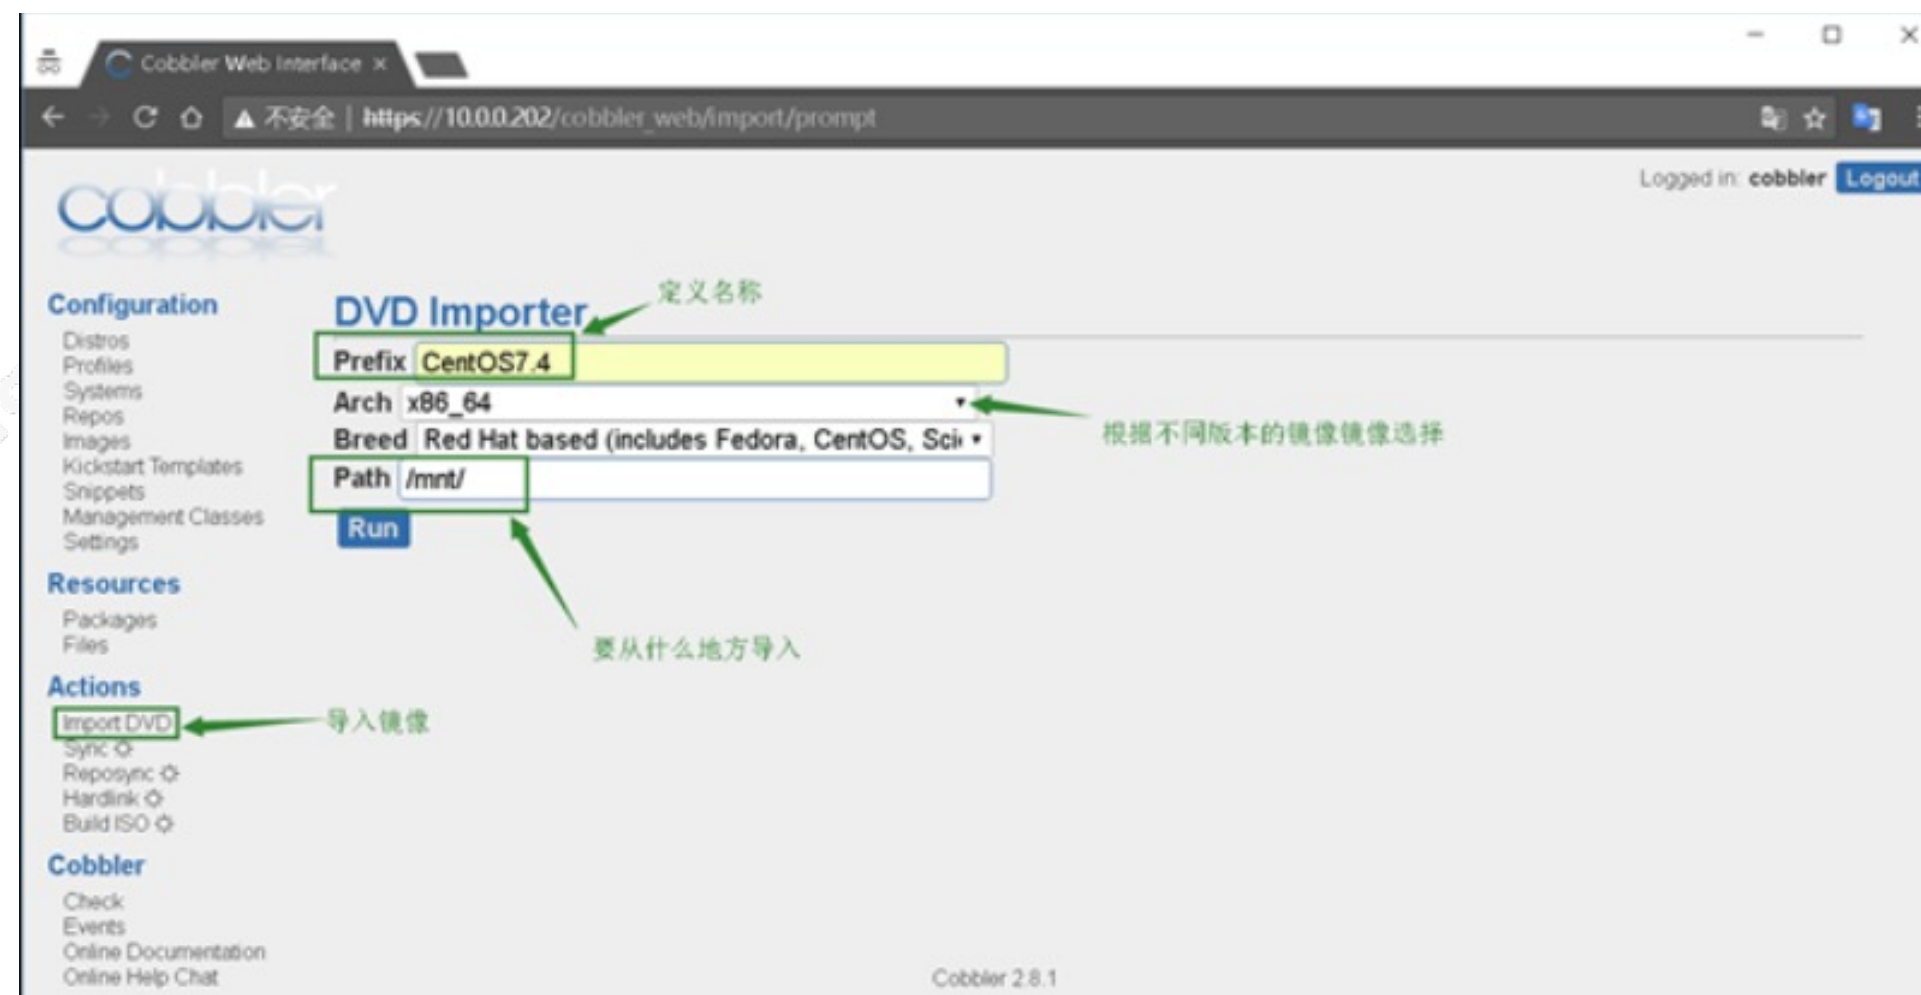 Cobbler Web Interface ×
不安全 | https://10.0.0.202/cobbler_web/import/prompt
cobbler
Logged in: cobbler Logout
Configuration
Distros
Profiles
Systems
Repos
Images
Kickstart Templates
Snippets
Management Classes
Settings
Resources
Packages
Files
Actions
Import DVD
导入镜像
Sync
Reposync
Hardlink
Build ISO
Cobbler
Check
Events
Online Documentation
Online Help Chat
DVD Importer
定义名称
Prefix CentOS7.4
Arch x86_64
根据不同版本的镜像镜像选择
Breed Red Hat based (includes Fedora, CentOS, Sci
Path /mnt/
Run
要从什么地方导入
Cobbler 2.8.1